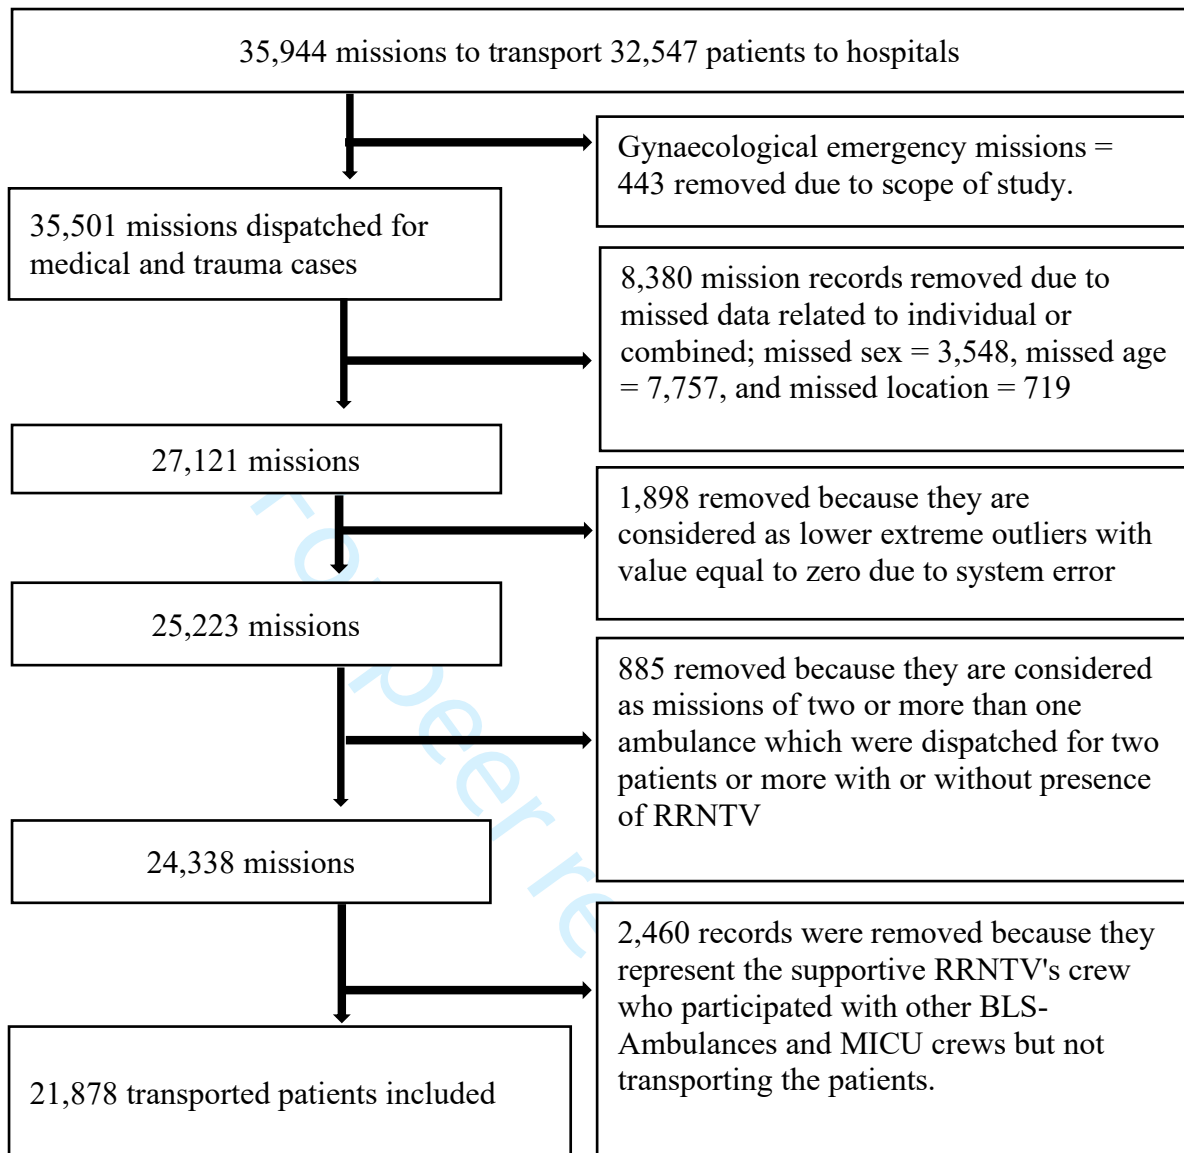 35,944 missions to transport 32,547 patients to hospitals
Gynaecological emergency missions =
443 removed due to scope of study.
35,501 missions dispatched for
medical and trauma cases
8,380 mission records removed due to
missed data related to individual or
combined; missed sex = 3,548, missed age
= 7,757, and missed location = 719
27,121 missions
1,898 removed because they are
considered as lower extreme outliers with
value equal to zero due to system error
25,223 missions
885 removed because they are considered
as missions of two or more than one
ambulance which were dispatched for two
patients or more with or without presence
of RRNTV
24,338 missions
2,460 records were removed because they
represent the supportive RRNTV's crew
who participated with other BLS-
Ambulances and MICU crews but not
transporting the patients.
21,878 transported patients included
For peer re